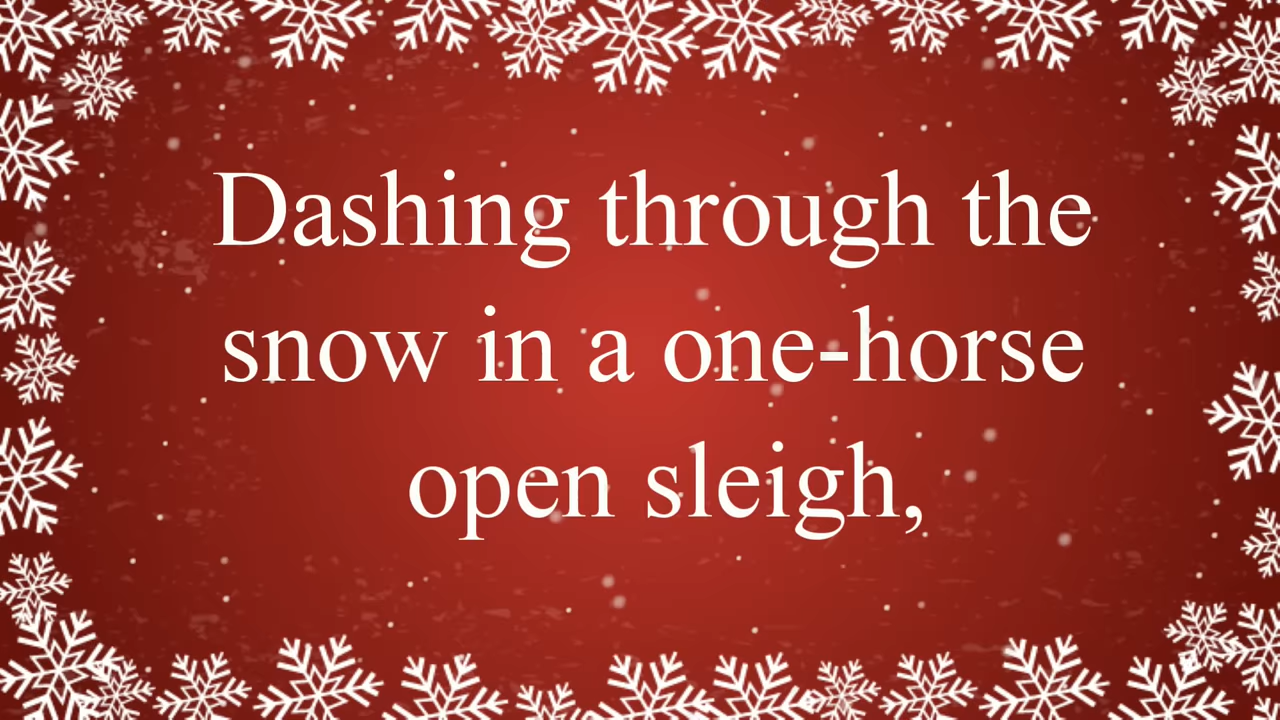 Dashing through the
snow in a one-horse
open sleigh,